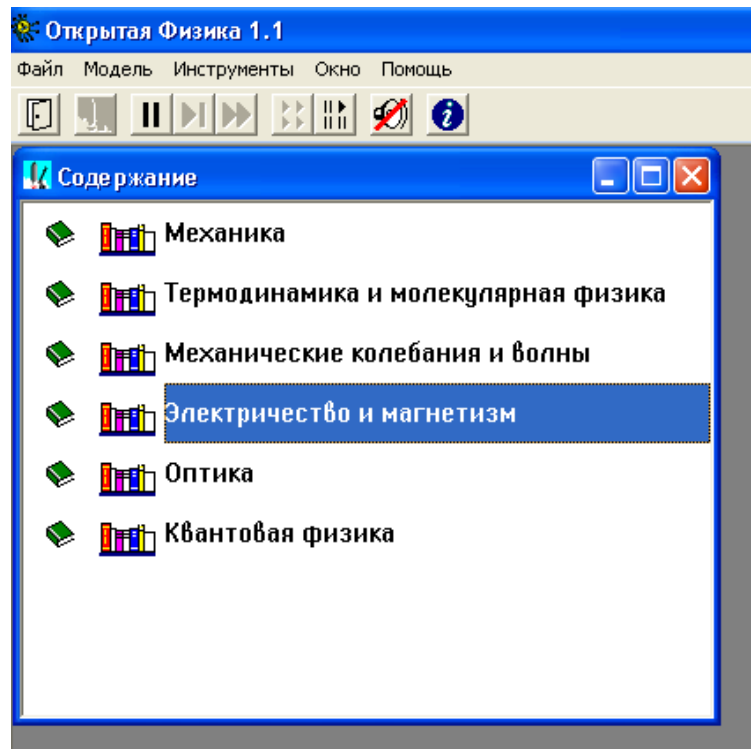 Открытая Физика 1.1
Файл Модель Инструменты Окно Помощь
Содержание
Механика
Термодинамика и молекулярная физика
Механические колебания и волны
Электричество и магнетизм
Оптика
Квантовая физика